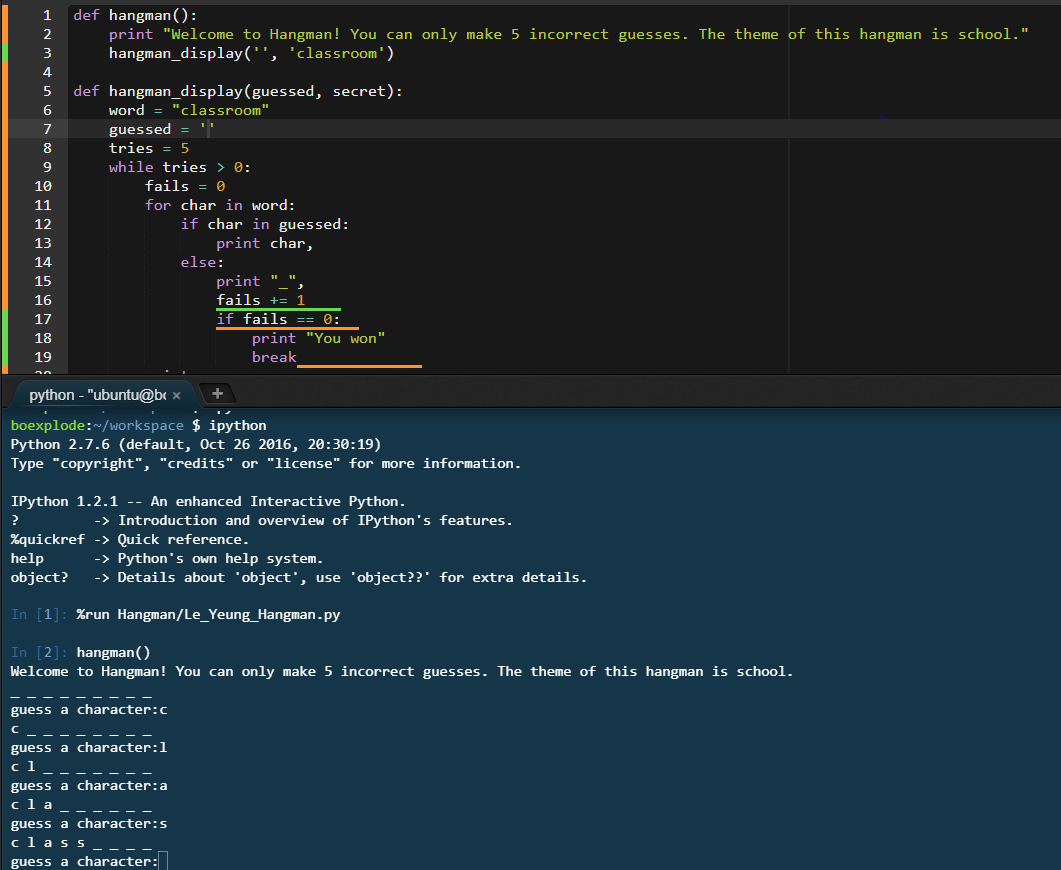 1 def hangman():
2 print "Welcome to Hangman! You can only make 5 incorrect guesses. The theme of this hangman is school."
3 hangman_display('', 'classroom')
4
5 def hangman_display(guessed, secret):
6 word = "classroom"
7 guessed = ''
8 tries = 5
9 while tries > 0:
10 fails = 0
11 for char in word:
12 if char in guessed:
13 print char,
14 else:
15 print "_",
16 fails += 1
17 if fails == 0:
18 print "You won"
19 break
python - "ubuntu@bo × +
boexplode:~/workspace $ ipython
Python 2.7.6 (default, Oct 26 2016, 20:30:19)
Type "copyright", "credits" or "license" for more information.
IPython 1.2.1 -- An enhanced Interactive Python.
? -> Introduction and overview of IPython's features.
%quickref -> Quick reference.
help -> Python's own help system.
object? -> Details about 'object', use 'object??' for extra details.
In [1]: %run Hangman/Le_Yeung_Hangman.py
In [2]: hangman()
Welcome to Hangman! You can only make 5 incorrect guesses. The theme of this hangman is school.
_ _ _ _ _ _ _ _ _
guess a character:c
c _ _ _ _ _ _ _ _
guess a character:l
c l _ _ _ _ _ _ _
guess a character:a
c l a _ _ _ _ _ _
guess a character:s
c l a s s _ _ _ _
guess a character: